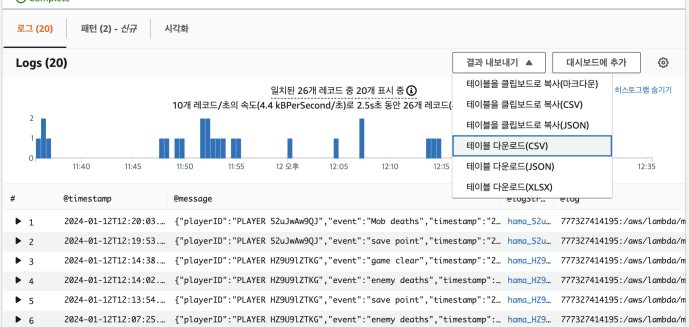 Complete
로그 (20) 패턴 (2) - 신규 시각화
Logs (20) 결과 내보내기 ▲ 대시보드에 추가
테이블을 클립보드로 복사(마크다운)
테이블을 클립보드로 복사(CSV)
테이블을 클립보드로 복사(JSON)
테이블 다운로드(CSV)
테이블 다운로드(JSON)
테이블 다운로드(XLSX)
일치된 26개 레코드 중 20개 표시 중
히스토그램 숨기기
10개 레코드/초의 속도(4.4 kBPerSecond/초)로 2.5s초 동안 26개 레코드(
2
1
0
11:40 11:45 11:50 11:55 12 오후 12:05 12:10 12:15 12:35
# @timestamp @message @logStr… @log
1 2024-01-12T12:20:03.… {"playerID":"PLAYER 52uJwAw9QJ","event":"Mob deaths","timestamp":"2… hama_52u… 777327414195:/aws/lambda/m
2 2024-01-12T12:19:53.… {"playerID":"PLAYER 52uJwAw9QJ","event":"save point","timestamp":"2… hama_52u… 777327414195:/aws/lambda/m
3 2024-01-12T12:14:38.… {"playerID":"PLAYER HZ9U9lZTKG","event":"game clear","timestamp":"2… hama_HZ9… 777327414195:/aws/lambda/m
4 2024-01-12T12:14:02.… {"playerID":"PLAYER HZ9U9lZTKG","event":"enemy deaths","timestamp":… hama_HZ9… 777327414195:/aws/lambda/m
5 2024-01-12T12:13:54.… {"playerID":"PLAYER HZ9U9lZTKG","event":"save point","timestamp":"2… hama_HZ9… 777327414195:/aws/lambda/m
6 2024-01-12T12:07:25.… {"playerID":"PLAYER HZ9U9lZTKG","event":"enemy deaths","timestamp":… hama_HZ9… 777327414195:/aws/lambda/m